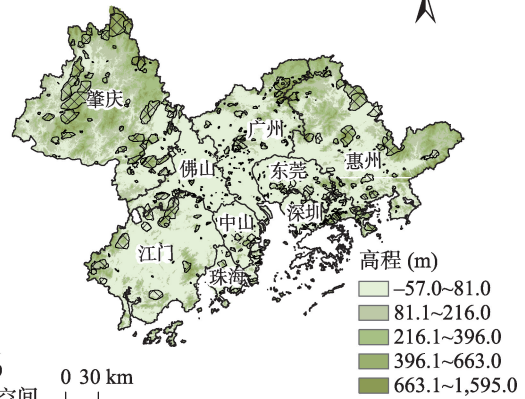 肇庆
广州
佛山
东莞
惠州
深圳
中山
江门
珠海
高程 (m)
–57.0~81.0
81.1~216.0
216.1~396.0
396.1~663.0
663.1~1,595.0
0 30 km
空间